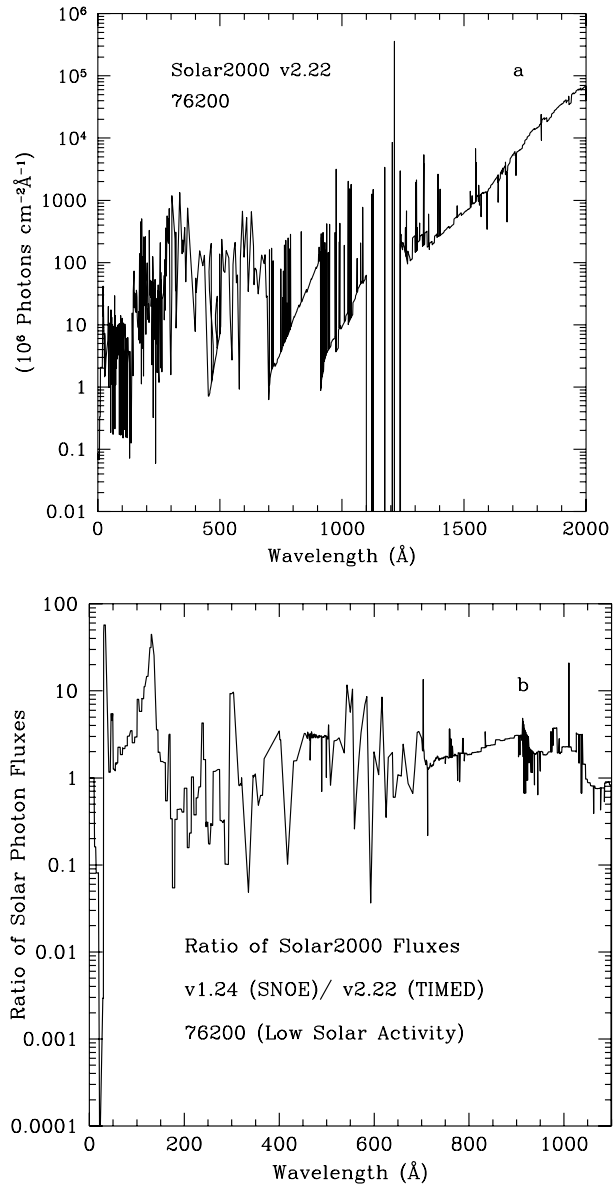 10⁶
10⁵
10⁴
1000
100
10
1
0.1
0.01
(10⁶ Photons cm⁻²Å⁻¹)
Solar2000 v2.22
76200
a
0 500 1000 1500 2000
Wavelength (Å)
100
10
1
0.1
0.01
0.001
0.0001
Ratio of Solar Photon Fluxes
b
Ratio of Solar2000 Fluxes
v1.24 (SNOE)/ v2.22 (TIMED)
76200 (Low Solar Activity)
0 200 400 600 800 1000
Wavelength (Å)